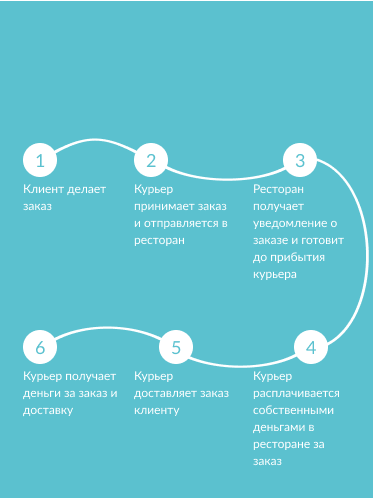 1
Клиент делает
заказ
2
Курьер
принимает заказ
и отправляется в
ресторан
3
Ресторан
получает
уведомление о
заказе и готовит
до прибытия
курьера
4
Курьер
расплачивается
собственными
деньгами в
ресторане за
заказ
5
Курьер
доставляет заказ
клиенту
6
Курьер получает
деньги за заказ и
доставку